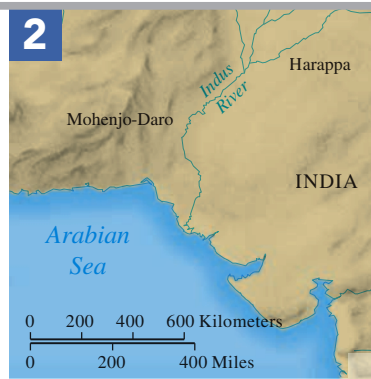 2
Harappa
Indus
River
Mohenjo-Daro
INDIA
Arabian
Sea
0 200 400 600 Kilometers
0 200 400 Miles